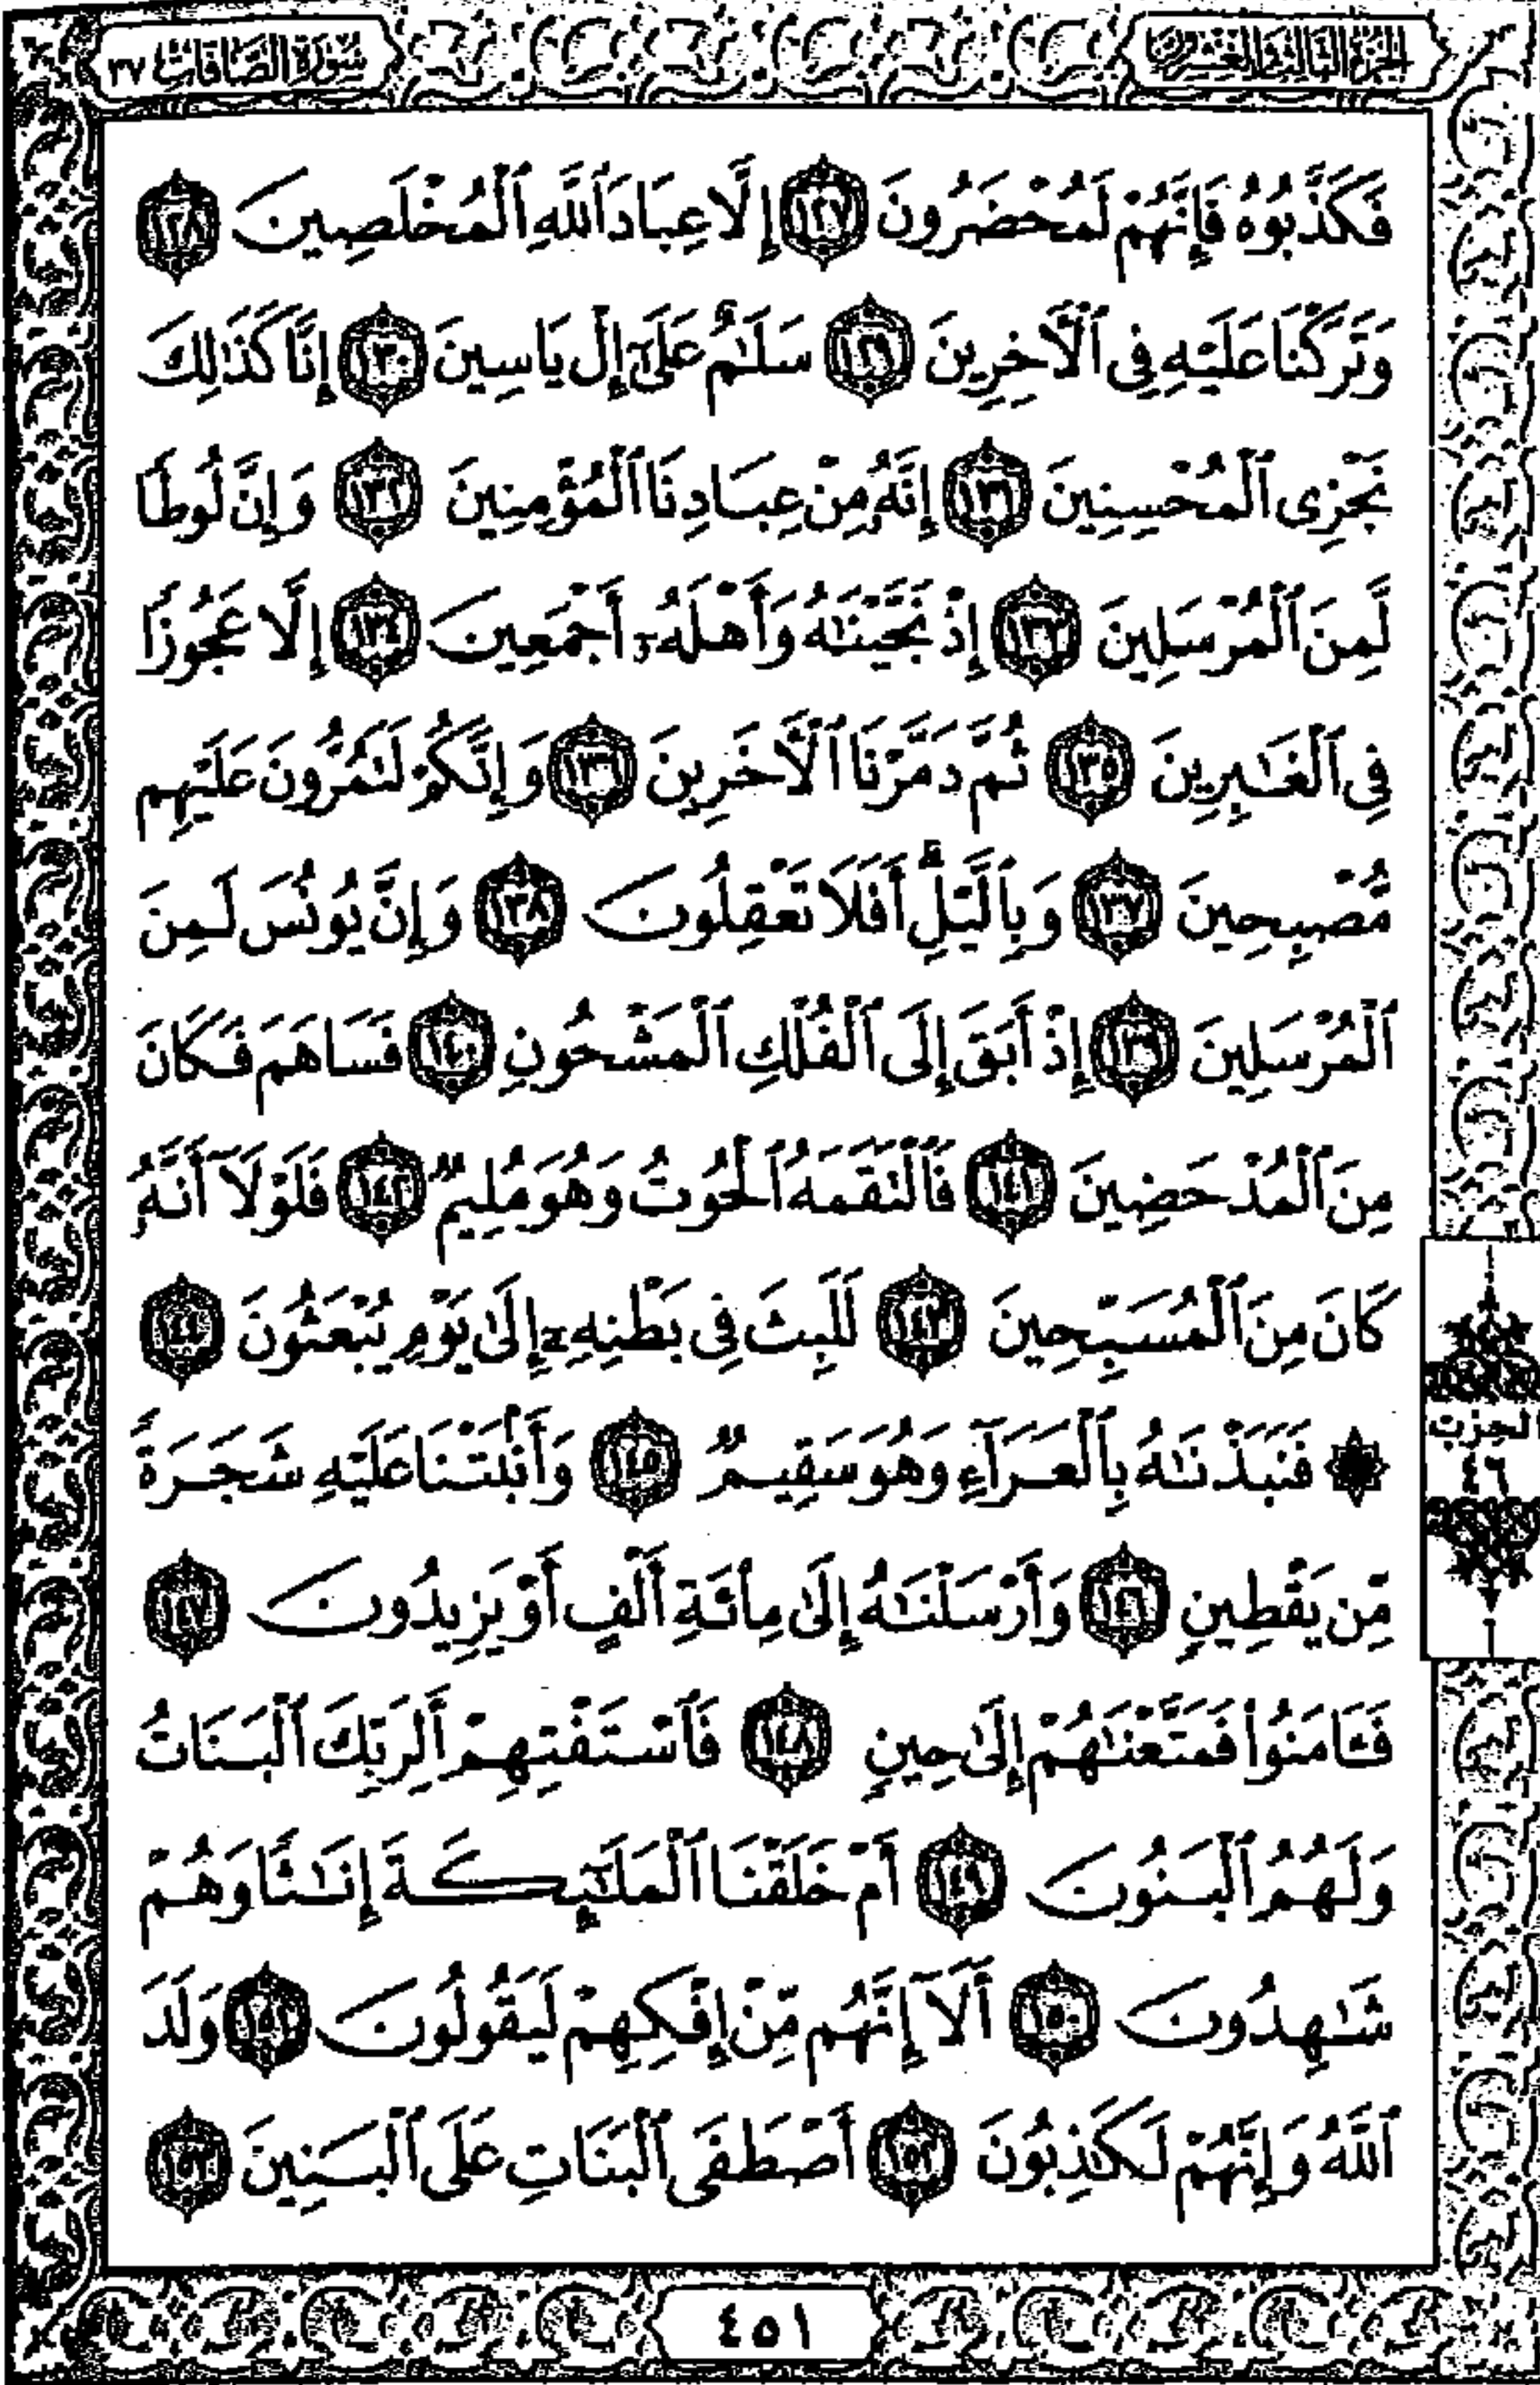 الجزء الثالث والعشرون
سورة الصافات ٣٧
فَكَذَّبُوهُ فَإِنَّهُمْ لَمُحْضَرُونَ ١٢٧ إِلَّا عِبَادَ ٱللَّهِ ٱلْمُخْلَصِينَ ١٢٨
وَتَرَكْنَا عَلَيْهِ فِى ٱلْأَخِرِينَ ١٢٩ سَلَٰمٌ عَلَىٰٓ إِلْ يَاسِينَ ١٣٠ إِنَّا كَذَٰلِكَ
نَجْزِى ٱلْمُحْسِنِينَ ١٣١ إِنَّهُۥ مِنْ عِبَادِنَا ٱلْمُؤْمِنِينَ ١٣٢ وَإِنَّ لُوطًا
لَّمِنَ ٱلْمُرْسَلِينَ ١٣٣ إِذْ نَجَّيْنَٰهُ وَأَهْلَهُۥٓ أَجْمَعِينَ ١٣٤ إِلَّا عَجُوزًا
فِى ٱلْغَٰبِرِينَ ١٣٥ ثُمَّ دَمَّرْنَا ٱلْأَخَرِينَ ١٣٦ وَإِنَّكُمْ لَتَمُرُّونَ عَلَيْهِم
مُّصْبِحِينَ ١٣٧ وَبِٱلَّيْلِۗ أَفَلَا تَعْقِلُونَ ١٣٨ وَإِنَّ يُونُسَ لَمِنَ
ٱلْمُرْسَلِينَ ١٣٩ إِذْ أَبَقَ إِلَى ٱلْفُلْكِ ٱلْمَشْحُونِ ١٤٠ فَسَاهَمَ فَكَانَ
مِنَ ٱلْمُدْحَضِينَ ١٤١ فَٱلْتَقَمَهُ ٱلْحُوتُ وَهُوَ مُلِيمٌ ١٤٢ فَلَوْلَآ أَنَّهُۥ
كَانَ مِنَ ٱلْمُسَبِّحِينَ ١٤٣ لَلَبِثَ فِى بَطْنِهِۦٓ إِلَىٰ يَوْمِ يُبْعَثُونَ ١٤٤
۞ فَنَبَذْنَٰهُ بِٱلْعَرَآءِ وَهُوَ سَقِيمٌ ١٤٥ وَأَنۢبَتْنَا عَلَيْهِ شَجَرَةً
مِّن يَقْطِينٍ ١٤٦ وَأَرْسَلْنَٰهُ إِلَىٰ مِا۟ئَةِ أَلْفٍ أَوْ يَزِيدُونَ ١٤٧
فَـَٔامَنُوا۟ فَمَتَّعْنَٰهُمْ إِلَىٰ حِينٍ ١٤٨ فَٱسْتَفْتِهِمْ أَلِرَبِّكَ ٱلْبَنَاتُ
وَلَهُمُ ٱلْبَنُونَ ١٤٩ أَمْ خَلَقْنَا ٱلْمَلَٰٓئِكَةَ إِنَٰثًا وَهُمْ
شَٰهِدُونَ ١٥٠ أَلَآ إِنَّهُم مِّنْ إِفْكِهِمْ لَيَقُولُونَ ١٥١ وَلَدَ
ٱللَّهُ وَإِنَّهُمْ لَكَٰذِبُونَ ١٥٢ أَصْطَفَى ٱلْبَنَاتِ عَلَى ٱلْبَنِينَ ١٥٣
الحزب
٤٦
٤٥١